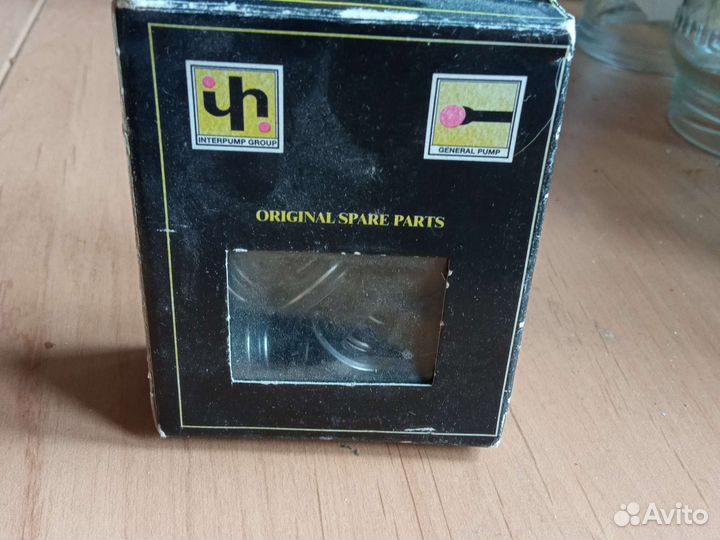 INTERPUMP GROUP
GENERAL PUMP
ORIGINAL SPARE PARTS
Avito